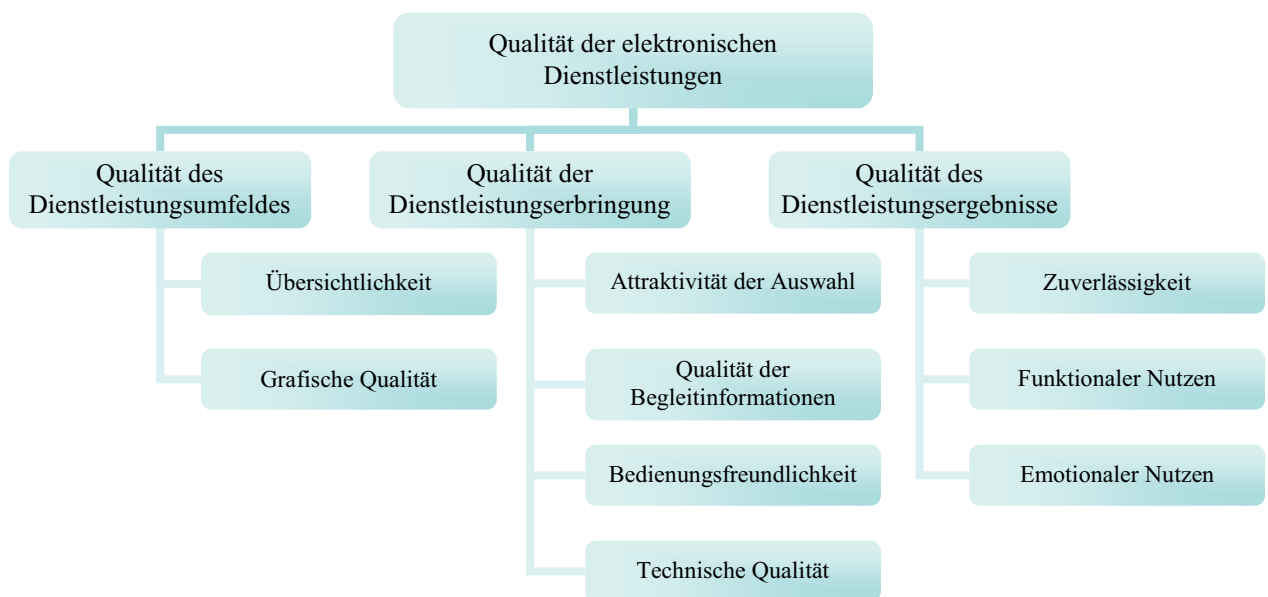 Qualität der elektronischen
Dienstleistungen
Qualität des
Dienstleistungsumfeldes
Übersichtlichkeit
Grafische Qualität
Qualität der
Dienstleistungserbringung
Attraktivität der Auswahl
Qualität der
Begleitinformationen
Bedienungsfreundlichkeit
Technische Qualität
Qualität des
Dienstleistungsergebnisse
Zuverlässigkeit
Funktionaler Nutzen
Emotionaler Nutzen